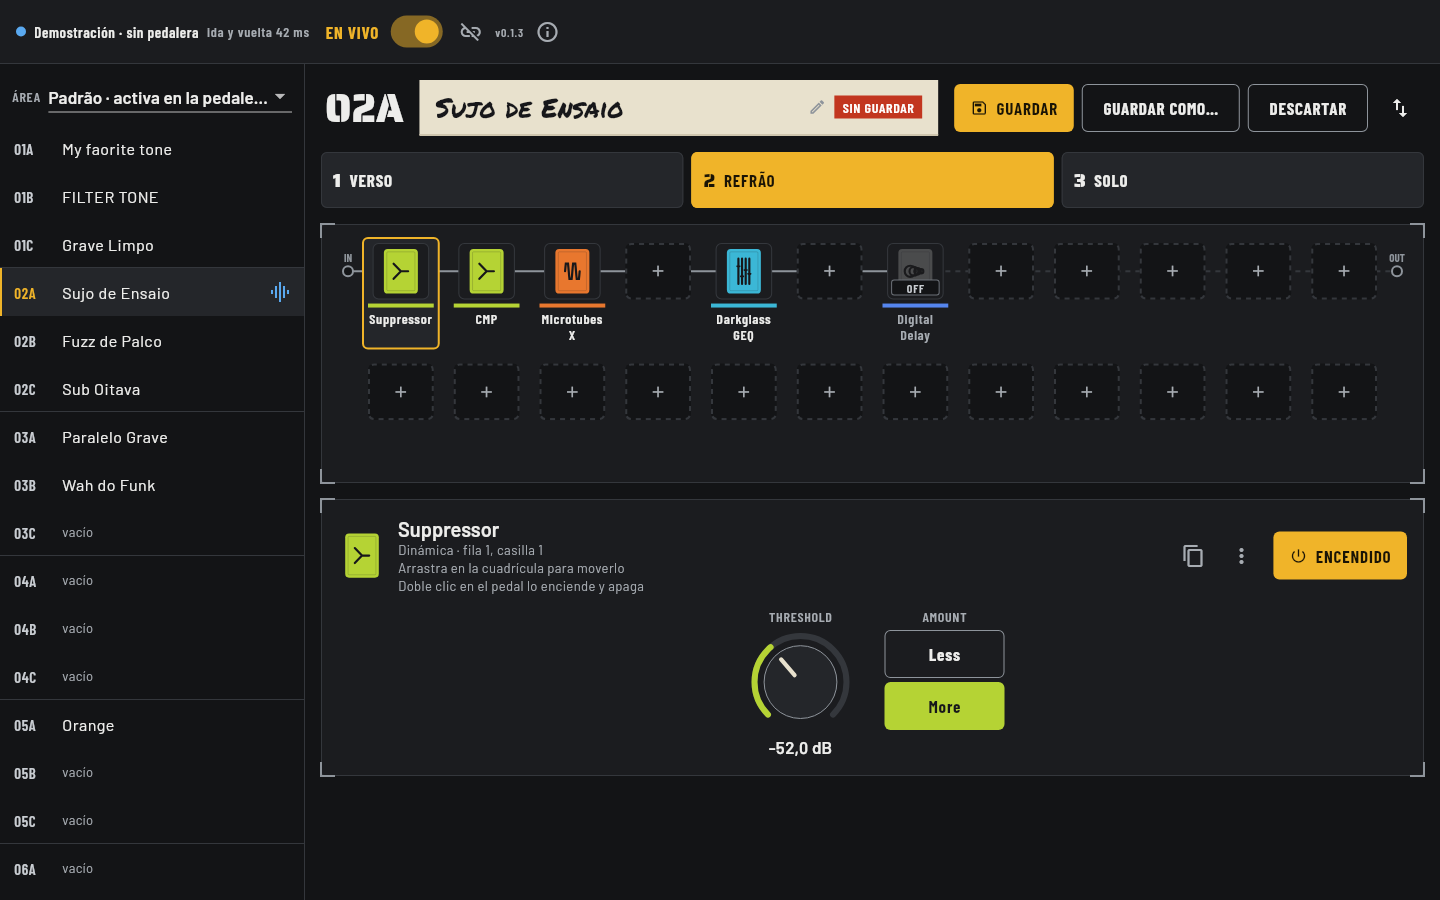 Demostración · sin pedalera Ida y vuelta 42 ms EN VIVO v0.1.3
ÁREA Padrão · activa en la pedale...
01A My faorite tone
01B FILTER TONE
01C Grave Limpo
02A Sujo de Ensaio
02B Fuzz de Palco
02C Sub Oitava
03A Paralelo Grave
03B Wah do Funk
03C vacío
04A vacío
04B vacío
04C vacío
05A Orange
05B vacío
05C vacío
06A vacío
02A Sujo de Ensaio SIN GUARDAR GUARDAR GUARDAR COMO... DESCARTAR
1 VERSO
2 REFRÃO
3 SOLO
IN
OUT
OFF
Suppressor
CMP
Microtubes
X
Darkglass
GEQ
Digital
Delay
Suppressor
Dinámica · fila 1, casilla 1
Arrastra en la cuadrícula para moverlo
Doble clic en el pedal lo enciende y apaga
ENCENDIDO
THRESHOLD
-52,0 dB
AMOUNT
Less
More